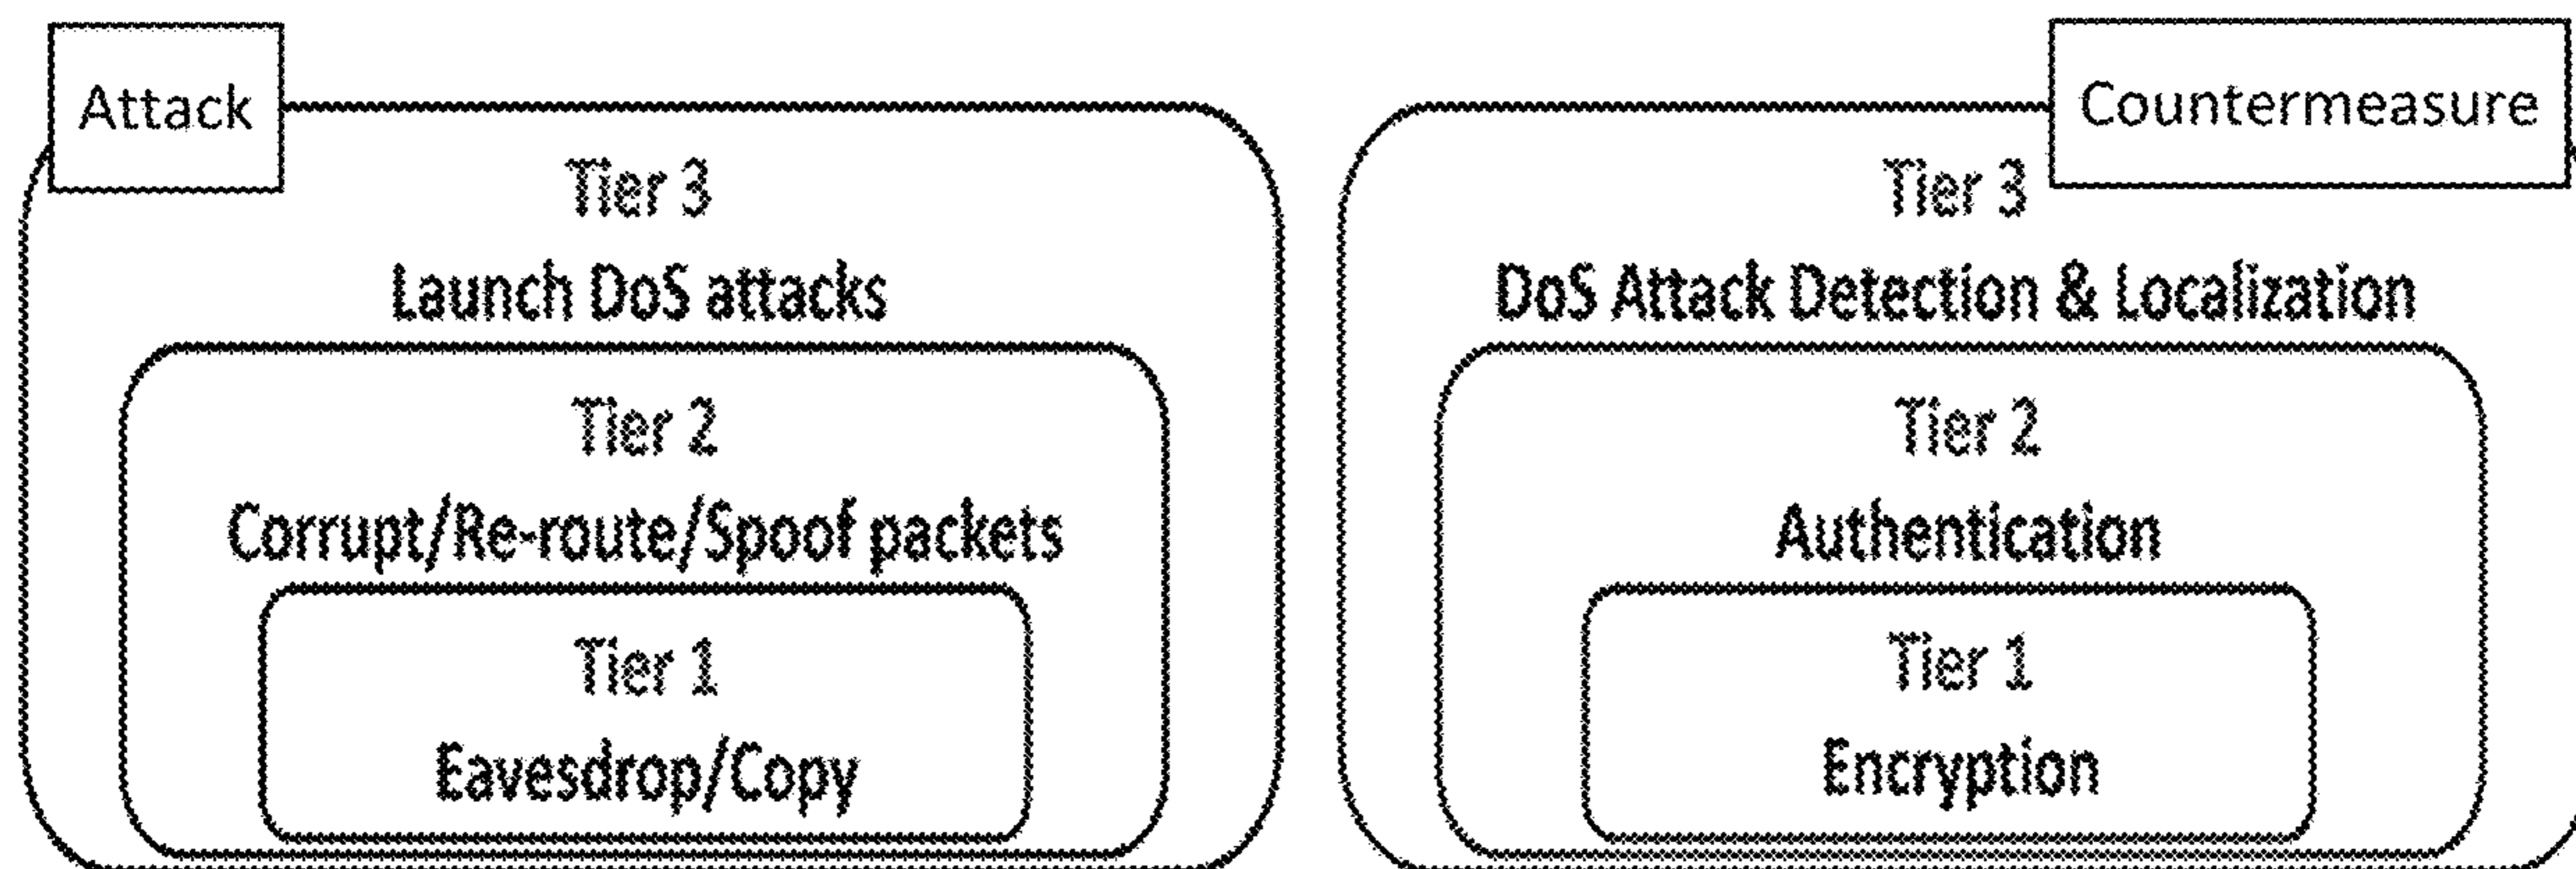 Attack
Tier 3
Launch DoS attacks
Tier 2
Corrupt/Re-route/Spoof packets
Tier 1
Eavesdrop/Copy
Countermeasure
Tier 3
DoS Attack Detection & Localization
Tier 2
Authentication
Tier 1
Encryption